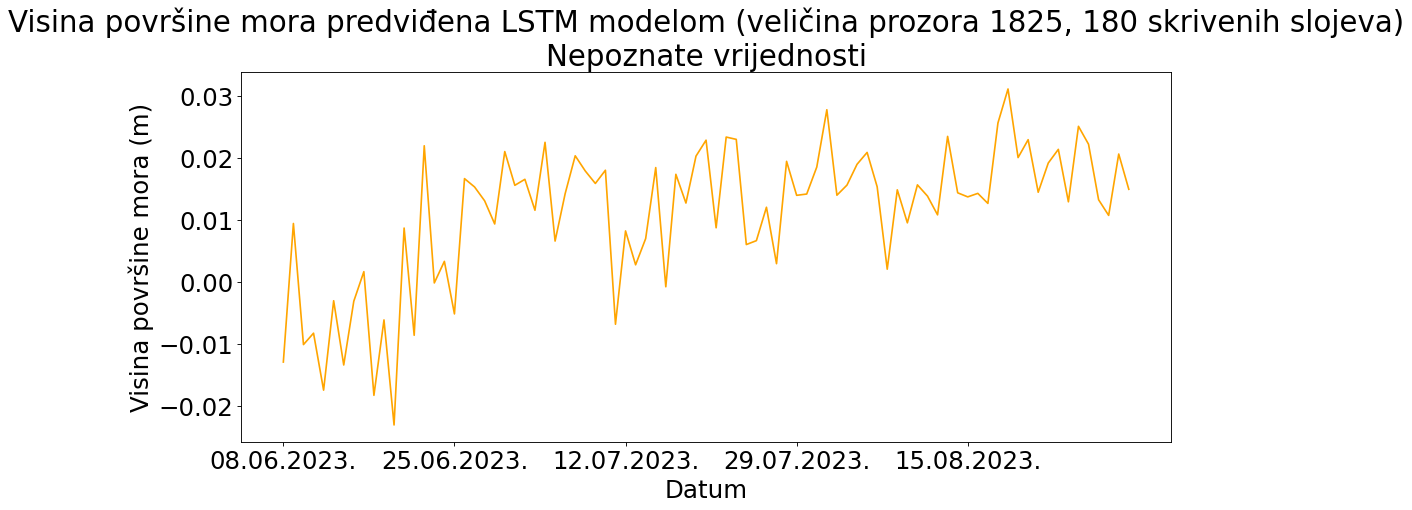 Visina površine mora predviđena LSTM modelom (veličina prozora 1825, 180 skrivenih slojeva)
Nepoznate vrijednosti
Visina površine mora (m)
0.03
0.02
0.01
0.00
−0.01
−0.02
08.06.2023. 25.06.2023. 12.07.2023. 29.07.2023. 15.08.2023.
Datum